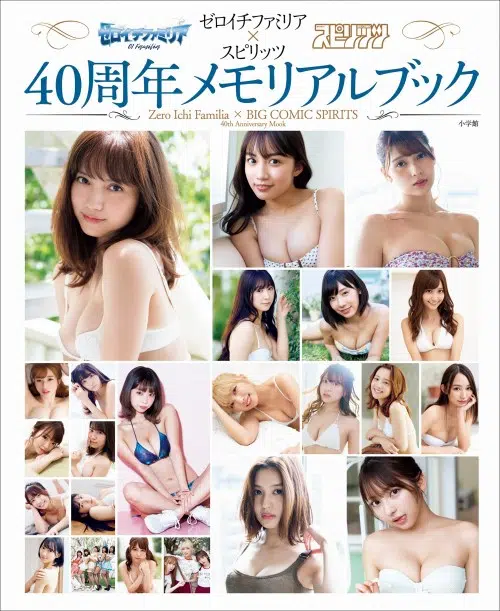 ゼロイチファミリア
01 Familia
ゼロイチファミリア
×
スピリッツ
スピリッツ
40周年メモリアルブック
Zero Ichi Familia × BIG COMIC SPIRITS
40th Anniversary Mook
小学館